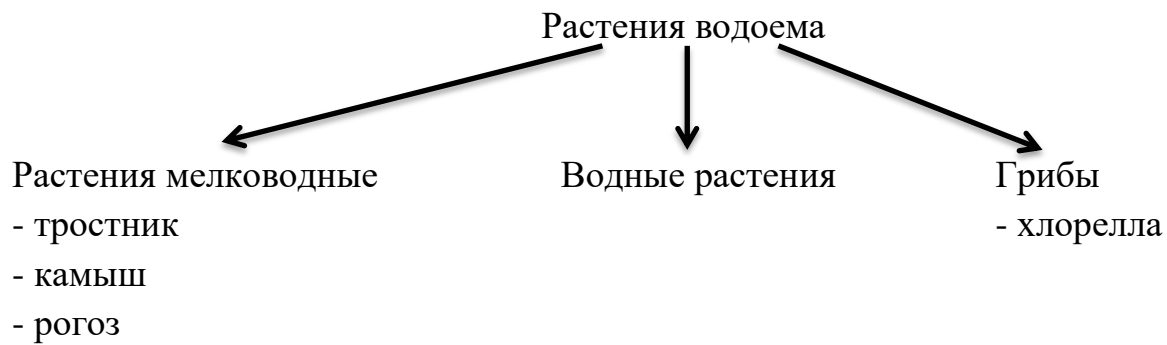 Растения водоема
Растения мелководные
- тростник
- камыш
- рогоз
Водные растения
Грибы
- хлорелла